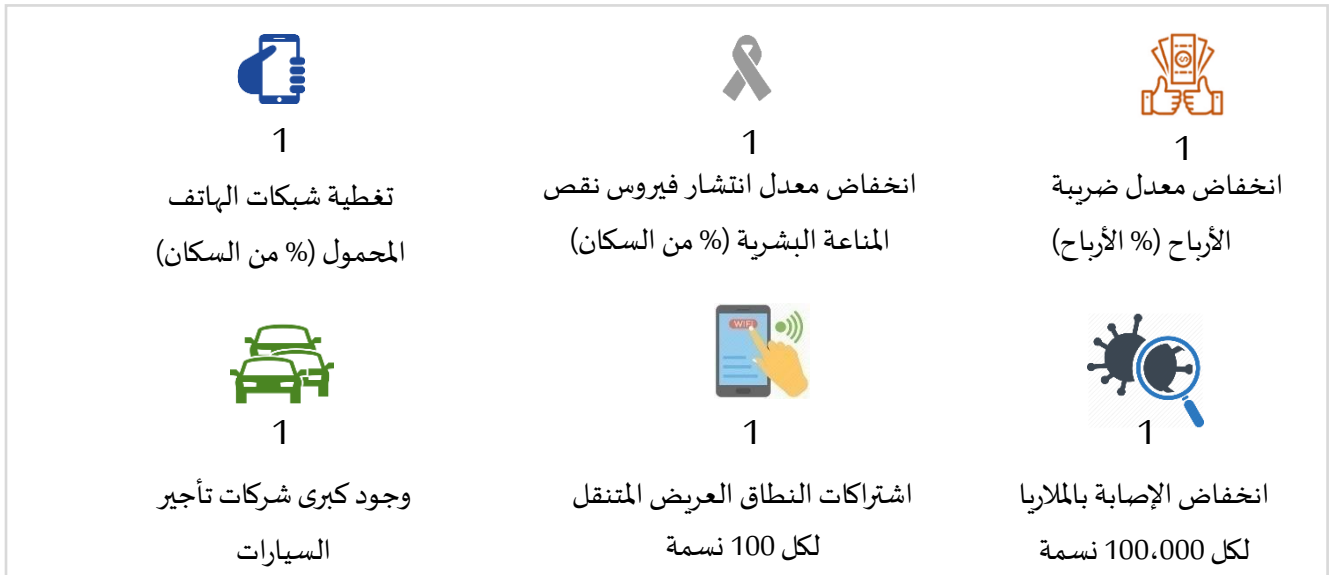 1
انخفاض معدل ضريبة
الأرباح (% الأرباح)
1
انخفاض معدل انتشار فيروس نقص
المناعة البشرية (% من السكان)
1
تغطية شبكات الهاتف
المحمول (% من السكان)
1
انخفاض الإصابة بالملاريا
لكل 100،000 نسمة
WIFI
1
اشتراكات النطاق العريض المتنقل
لكل 100 نسمة
1
وجود كبرى شركات تأجير
السيارات